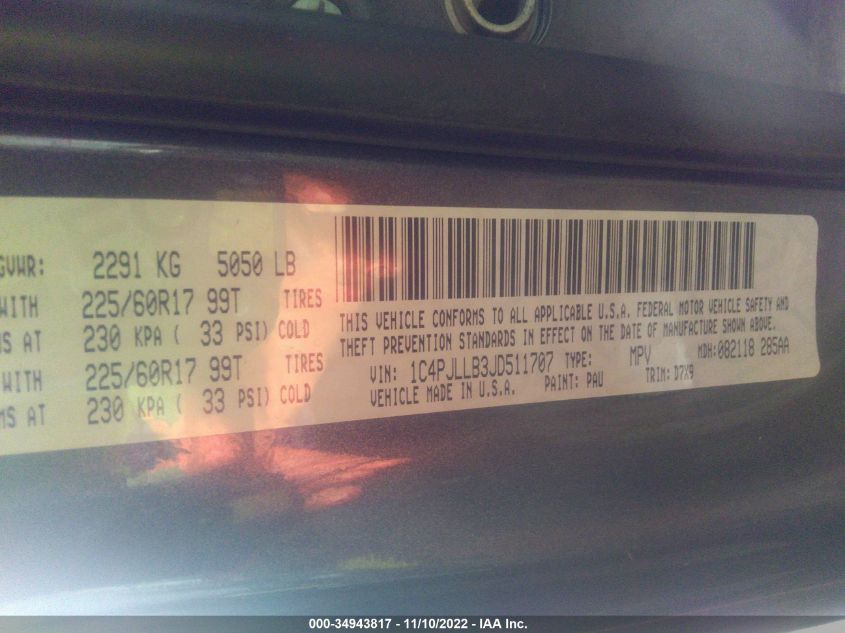 GVWR: 2291 KG 5050 LB
WITH 225/60R17 99T TIRES
MS AT 230 KPA ( 33 PSI) COLD
WITH 225/60R17 99T TIRES
MS AT 230 KPA ( 33 PSI) COLD
THIS VEHICLE CONFORMS TO ALL APPLICABLE U.S.A. FEDERAL MOTOR VEHICLE SAFETY AND
THEFT PREVENTION STANDARDS IN EFFECT ON THE DATE OF MANUFACTURE SHOWN ABOVE.
VIN: 1C4PJLLB3JD511707 TYPE: MPV MDH:082118 285AA
VEHICLE MADE IN U.S.A. PAINT: PAU TRIM: D7X9
000-34943817 - 11/10/2022 - IAA Inc.